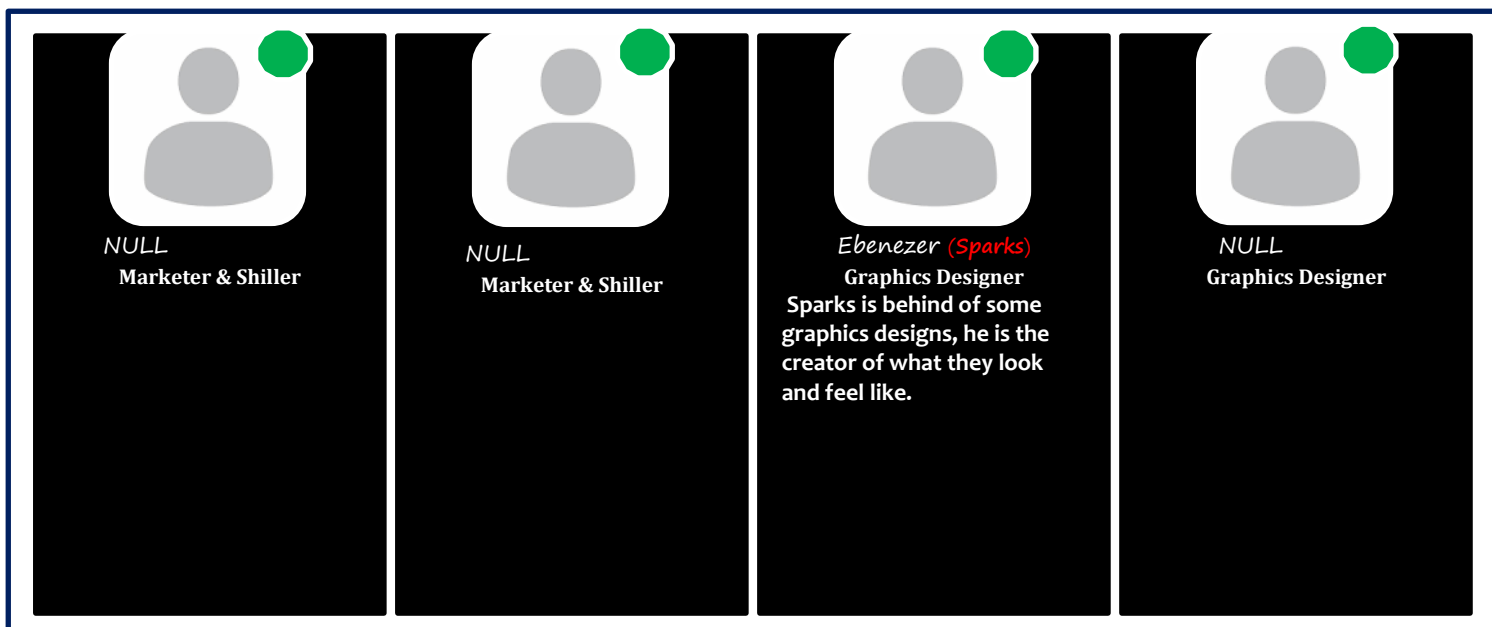 NULL
Marketer & Shiller
NULL
Marketer & Shiller
Ebenezer (Sparks)
Graphics Designer
Sparks is behind of some
graphics designs, he is the
creator of what they look
and feel like.
NULL
Graphics Designer